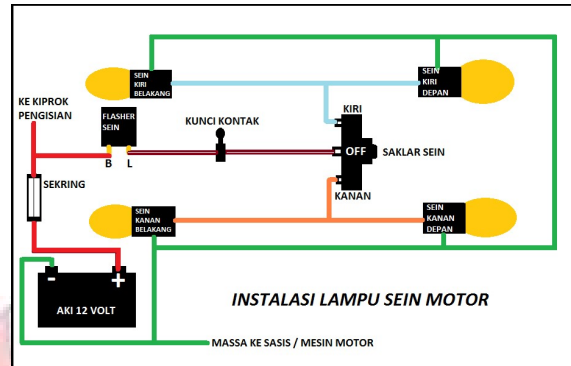 SEIN
KIRI
BELAKANG
SEIN
KIRI
DEPAN
KE KIPROK
PENGISIAN
FLASHER
SEIN
KUNCI KONTAK
KIRI
OFF
SAKLAR SEIN
B
L
SEKRING
KANAN
SEIN
KANAN
BELAKANG
SEIN
KANAN
DEPAN
-
+
AKI 12 VOLT
INSTALASI LAMPU SEIN MOTOR
MASSA KE SASIS / MESIN MOTOR